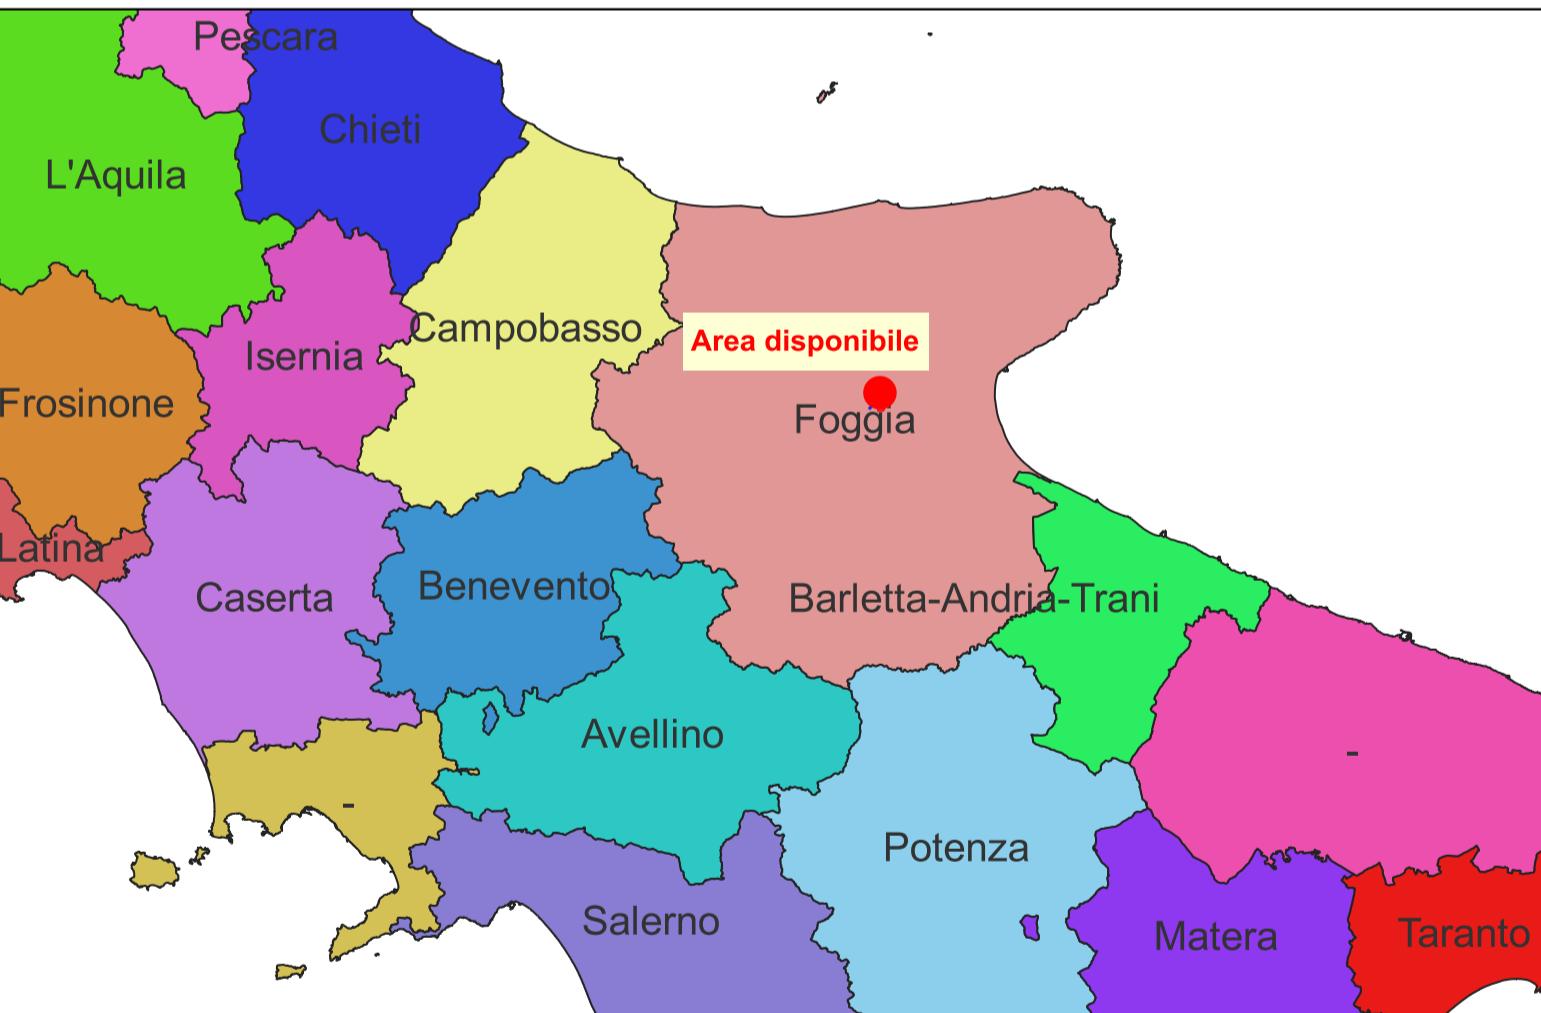 Pescara
Chieti
L'Aquila
Campobasso
Area disponibile
Isernia
Frosinone
Foggia
Latina
Caserta
Benevento
Barletta-Andria-Trani
Avellino
-
-
Potenza
Salerno
Matera
Taranto